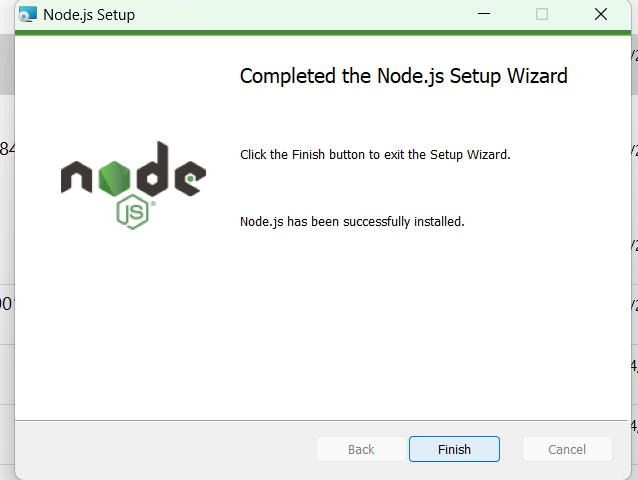 Node.js Setup
Completed the Node.js Setup Wizard
Click the Finish button to exit the Setup Wizard.
Node.js has been successfully installed.
node
JS
Back
Finish
Cancel